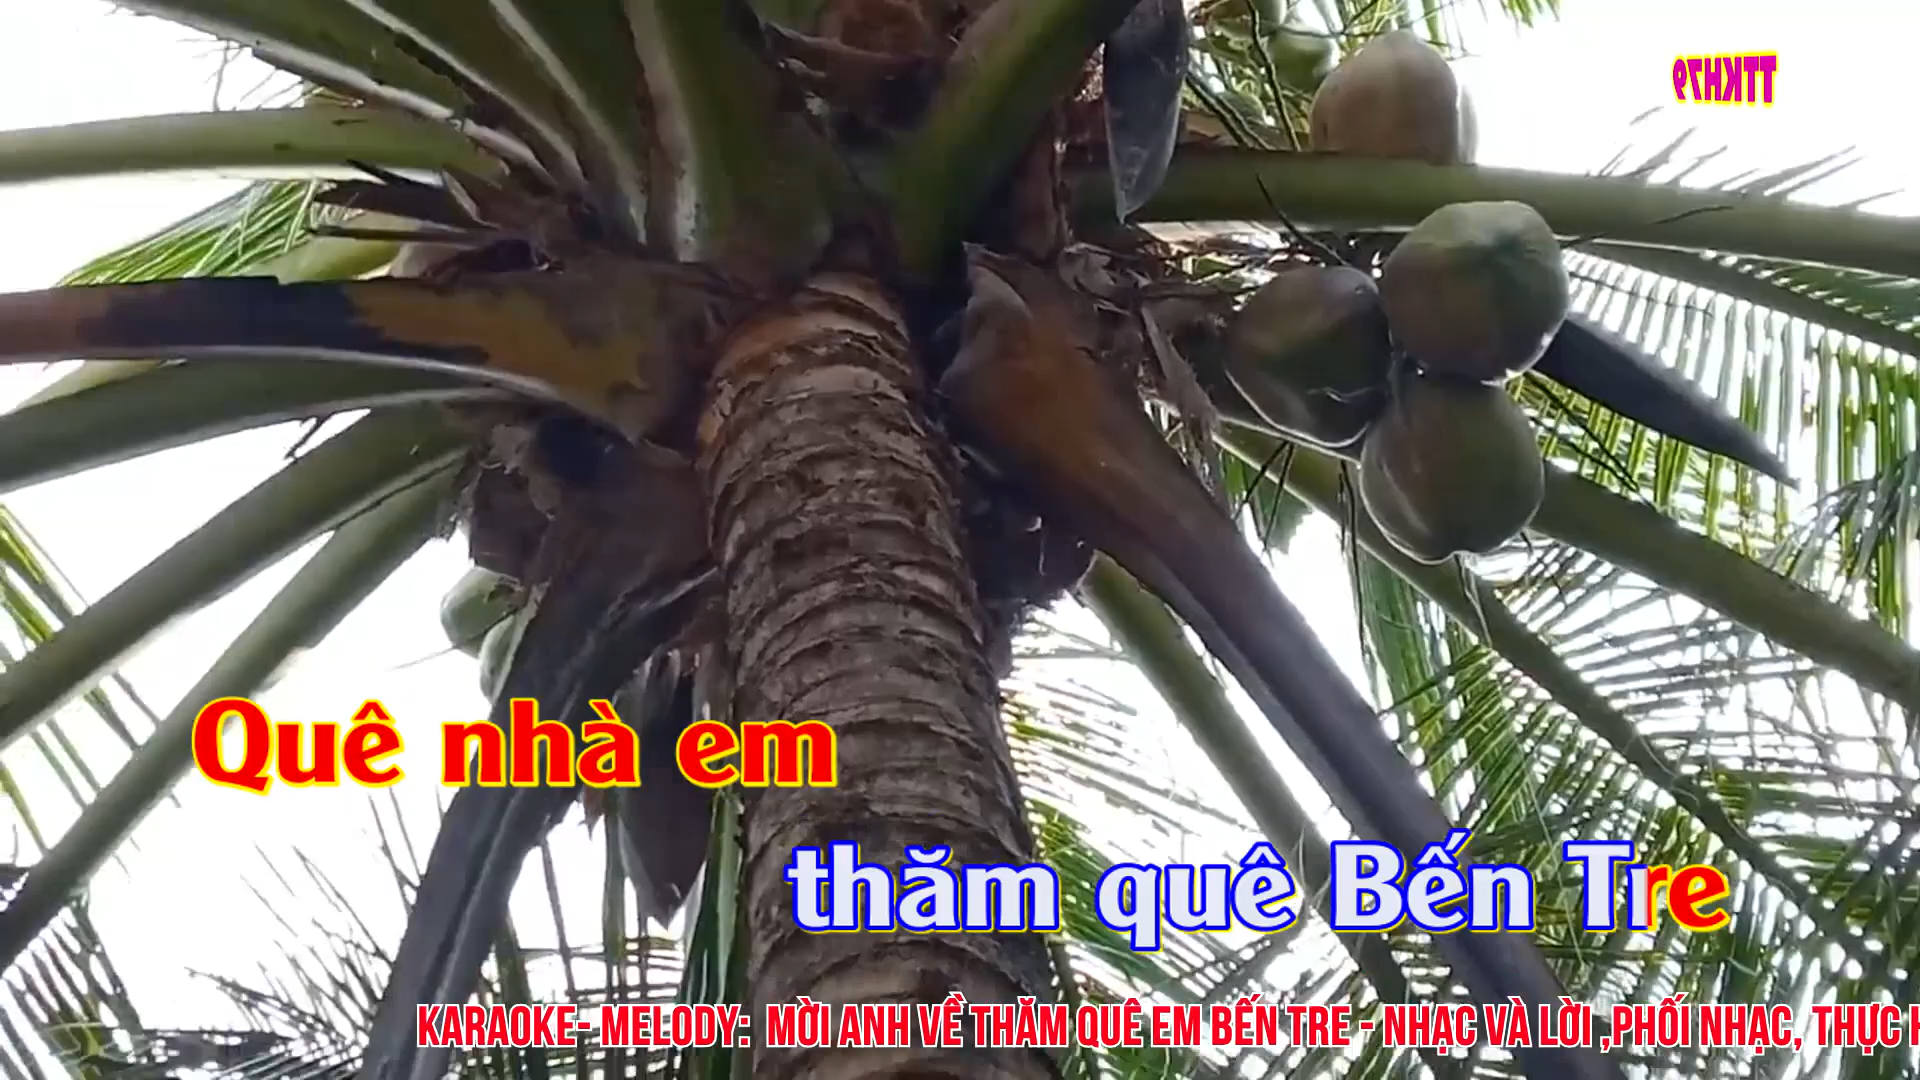 TTKH79
Quê nhà em
thăm quê Bến Tre
KARAOKE- MELODY: MỜI ANH VỀ THĂM QUÊ EM BẾN TRE - NHẠC VÀ LỜI ,PHỐI NHẠC, THỰC H